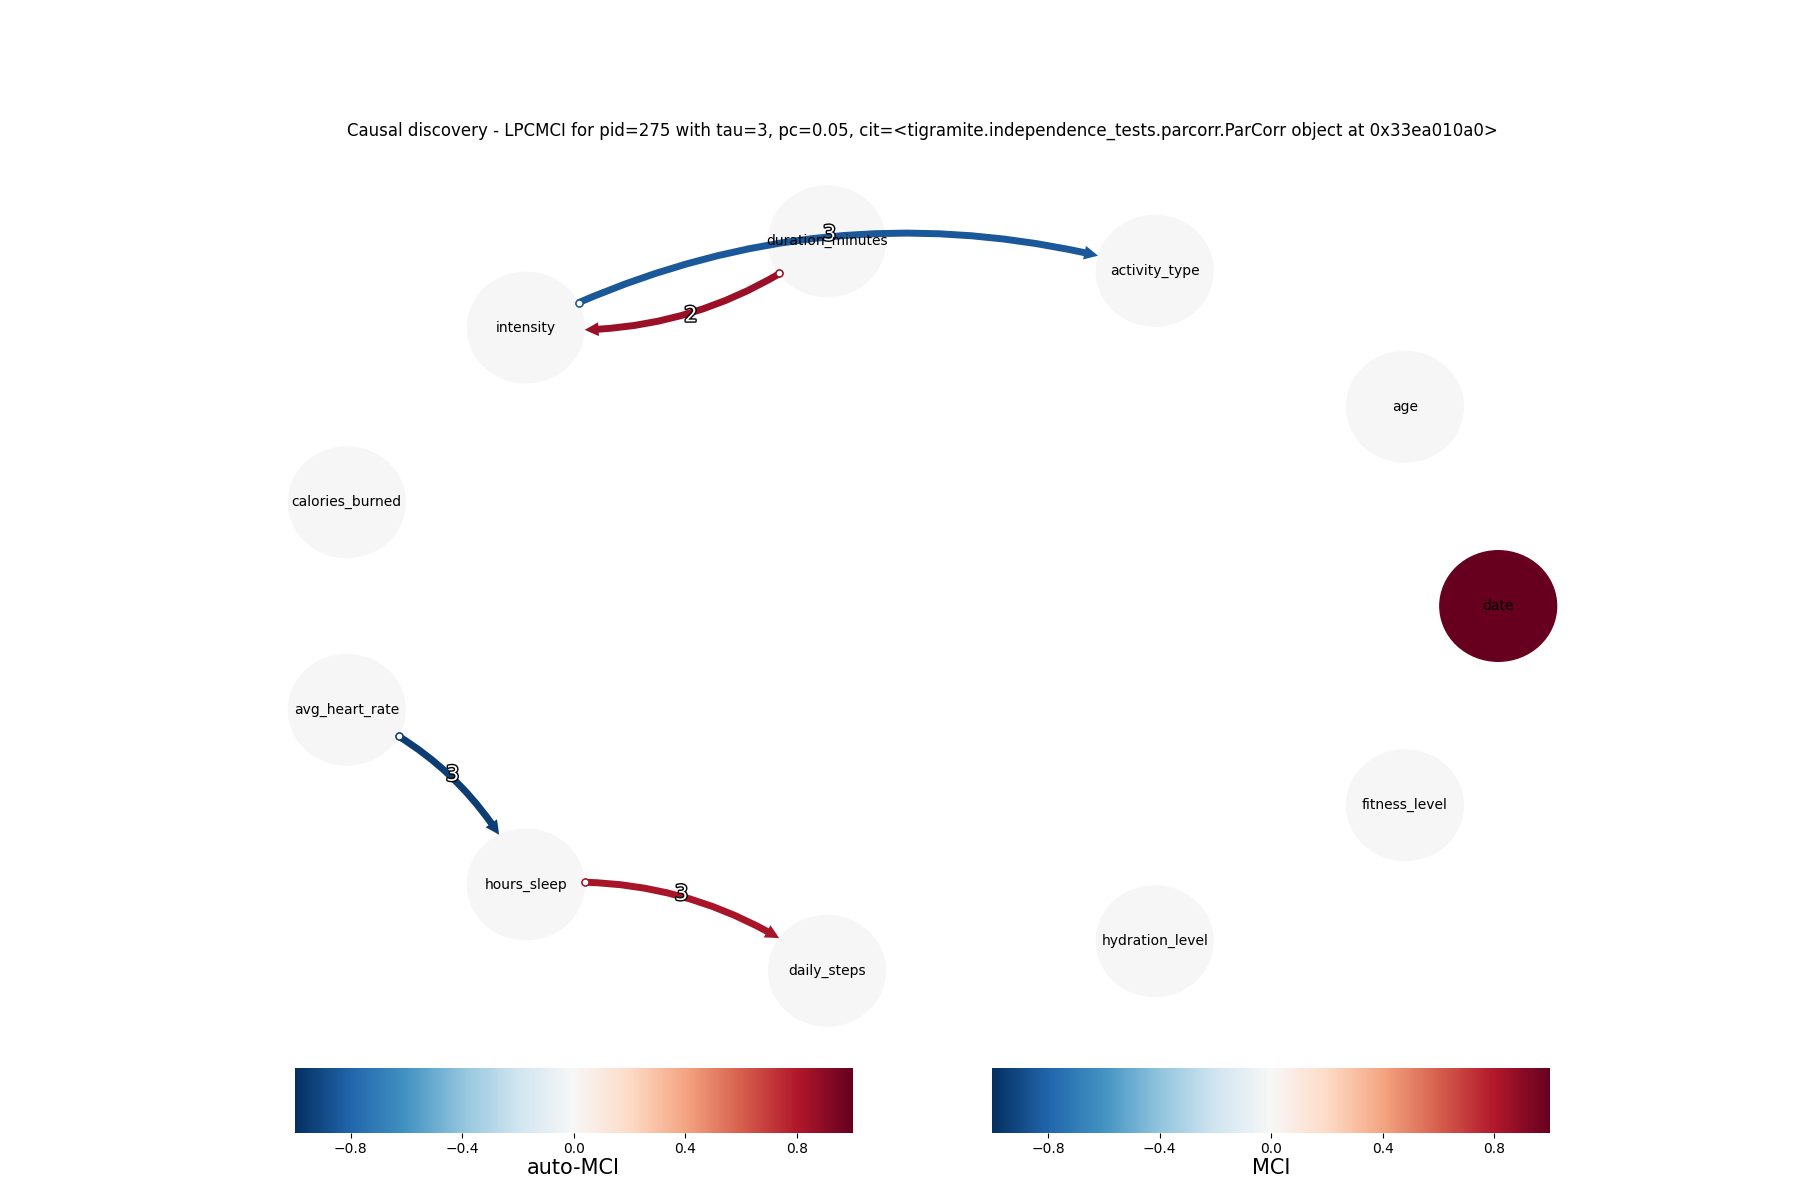 Causal discovery - LPCMCI for pid=275 with tau=3, pc=0.05, cit=<tigramite.independence_tests.parcorr.ParCorr object at 0x33ea010a0>
3
duration_minutes
activity_type
2
intensity
age
calories_burned
date
avg_heart_rate
3
fitness_level
hours_sleep
3
hydration_level
daily_steps
−0.8 −0.4 0.0 0.4 0.8
auto-MCI
−0.8 −0.4 0.0 0.4 0.8
MCI